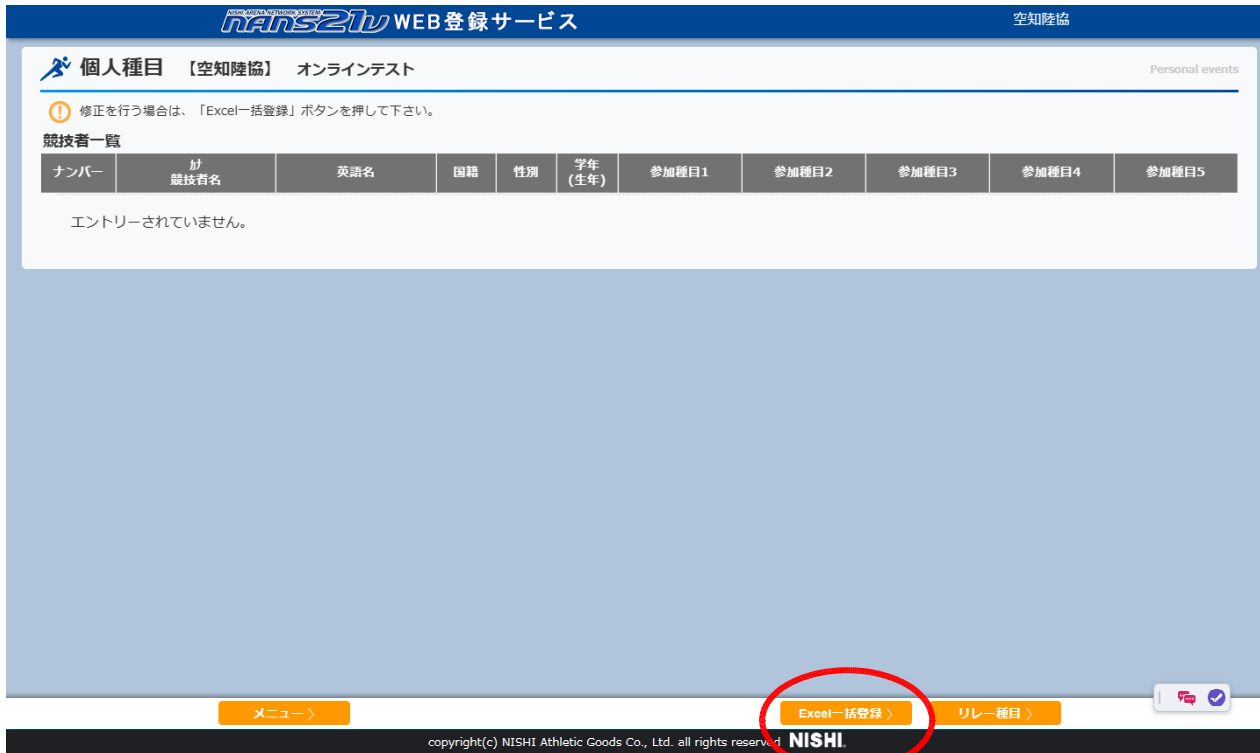 NISHI ARENA NETWORK SYSTEM
nans21v WEB登録サービス
空知陸協
個人種目 【空知陸協】 オンラインテスト
Personal events
修正を行う場合は、「Excel一括登録」ボタンを押して下さい。
競技者一覧
ナンバー ｶﾅ 競技者名 英語名 国籍 性別 学年 (生年) 参加種目1 参加種目2 参加種目3 参加種目4 参加種目5
エントリーされていません。
メニュー 〉 Excel一括登録 〉 リレー種目 〉
copyright(c) NISHI Athletic Goods Co., Ltd. all rights reserved NISHI.